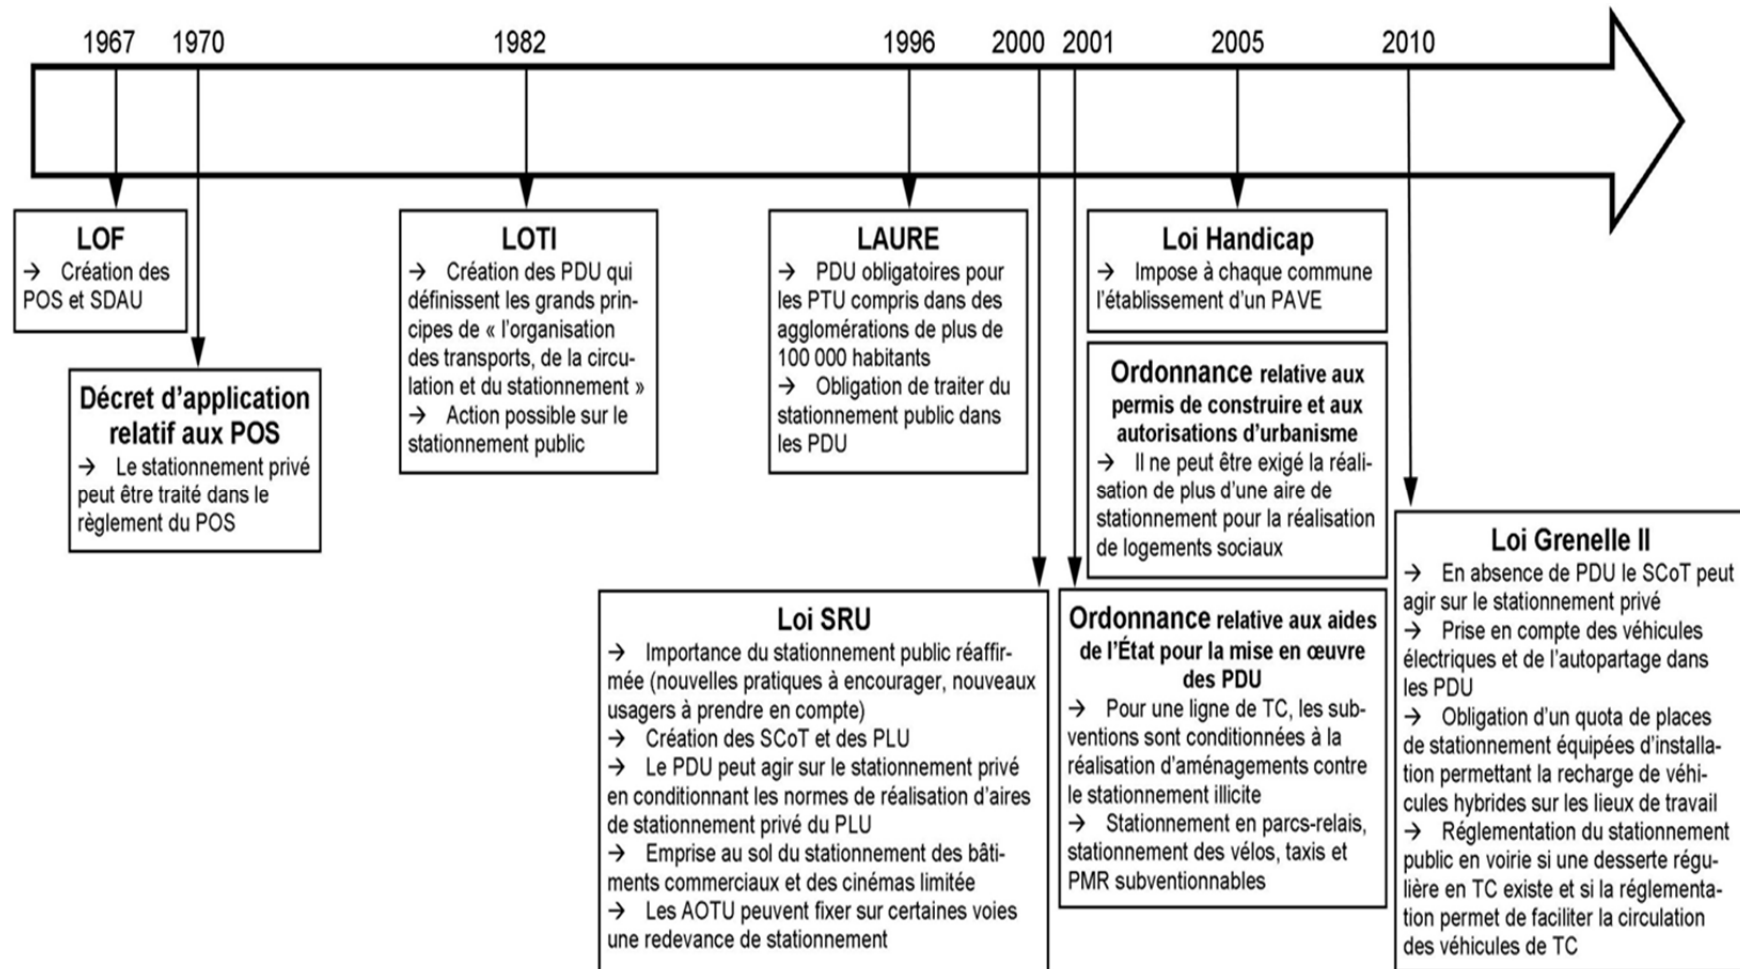 1967 1970 1982 1996 2000 2001 2005 2010
LOF
→ Création des
POS et SDAU
Décret d’application
relatif aux POS
→ Le stationnement privé
peut être traité dans le
règlement du POS
LOTI
→ Création des PDU qui
définissent les grands prin-
cipes de « l’organisation
des transports, de la circu-
lation et du stationnement »
→ Action possible sur le
stationnement public
LAURE
→ PDU obligatoires pour
les PTU compris dans des
agglomérations de plus de
100 000 habitants
→ Obligation de traiter du
stationnement public dans
les PDU
Loi SRU
→ Importance du stationnement public réaffir-
mée (nouvelles pratiques à encourager, nouveaux
usagers à prendre en compte)
→ Création des SCoT et des PLU
→ Le PDU peut agir sur le stationnement privé
en conditionnant les normes de réalisation d’aires
de stationnement privé du PLU
→ Emprise au sol du stationnement des bâti-
ments commerciaux et des cinémas limitée
→ Les AOTU peuvent fixer sur certaines voies
une redevance de stationnement
Ordonnance relative aux aides
de l’État pour la mise en œuvre
des PDU
→ Pour une ligne de TC, les sub-
ventions sont conditionnées à la
réalisation d’aménagements contre
le stationnement illicite
→ Stationnement en parcs-relais,
stationnement des vélos, taxis et
PMR subventionnables
Loi Handicap
→ Impose à chaque commune
l’établissement d’un PAVE
Ordonnance relative aux
permis de construire et aux
autorisations d’urbanisme
→ Il ne peut être exigé la réali-
sation de plus d’une aire de
stationnement pour la réalisation
de logements sociaux
Loi Grenelle II
→ En absence de PDU le SCoT peut
agir sur le stationnement privé
→ Prise en compte des véhicules
électriques et de l’autopartage dans
les PDU
→ Obligation d’un quota de places
de stationnement équipées d’installa-
tion permettant la recharge de véhi-
cules hybrides sur les lieux de travail
→ Réglementation du stationnement
public en voirie si une desserte régu-
lière en TC existe et si la réglementa-
tion permet de faciliter la circulation
des véhicules de TC